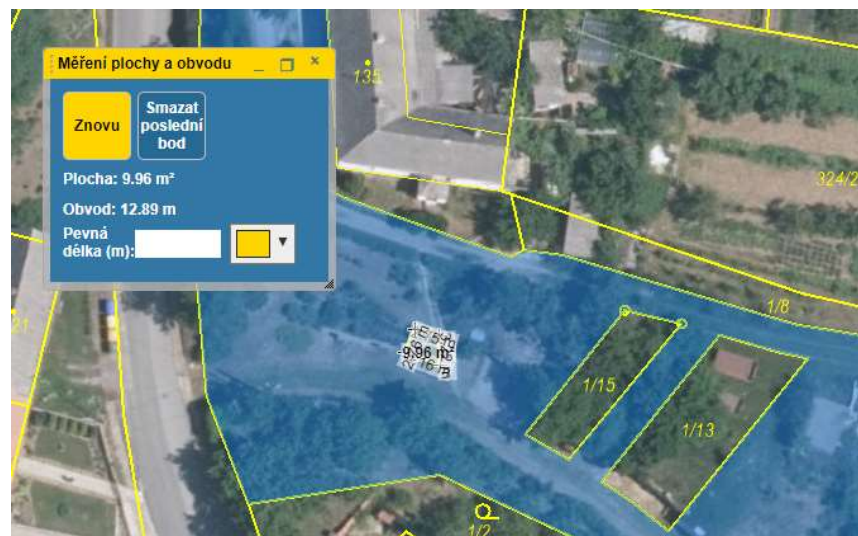 Měření plochy a obvodu
Znovu
Smazat
poslední
bod
Plocha: 9.96 m²
Obvod: 12.89 m
Pevná
délka (m):
135
324/2
1/8
21
9.96 m²
1/15
1/13
1/2